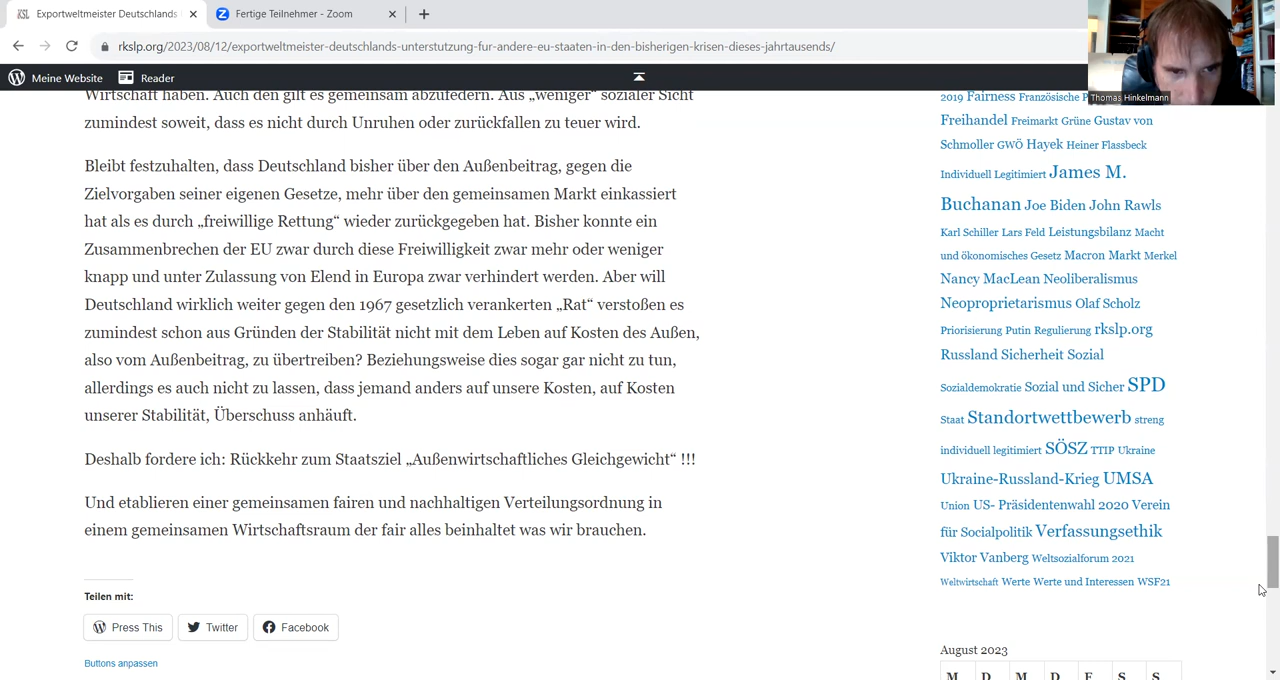 Exportweltmeister Deutschlands
Fertige Teilnehmer - Zoom
rkslp.org/2023/08/12/exportweltmeister-deutschlands-unterstutzung-fur-andere-eu-staaten-in-den-bisherigen-krisen-dieses-jahrtausends/
Meine Website
Reader
Thomas Hinkelmann
Wirtschaft haben. Auch den gilt es gemeinsam abzufedern. Aus „weniger“ sozialer Sicht
zumindest soweit, dass es nicht durch Unruhen oder zurückfallen zu teuer wird.
Bleibt festzuhalten, dass Deutschland bisher über den Außenbeitrag, gegen die
Zielvorgaben seiner eigenen Gesetze, mehr über den gemeinsamen Markt einkassiert
hat als es durch „freiwillige Rettung“ wieder zurückgegeben hat. Bisher konnte ein
Zusammenbrechen der EU zwar durch diese Freiwilligkeit zwar mehr oder weniger
knapp und unter Zulassung von Elend in Europa zwar verhindert werden. Aber will
Deutschland wirklich weiter gegen den 1967 gesetzlich verankerten „Rat“ verstoßen es
zumindest schon aus Gründen der Stabilität nicht mit dem Leben auf Kosten des Außen,
also vom Außenbeitrag, zu übertreiben? Beziehungsweise dies sogar gar nicht zu tun,
allerdings es auch nicht zu lassen, dass jemand anders auf unsere Kosten, auf Kosten
unserer Stabilität, Überschuss anhäuft.
Deshalb fordere ich: Rückkehr zum Staatsziel „Außenwirtschaftliches Gleichgewicht“ !!!
Und etablieren einer gemeinsamen fairen und nachhaltigen Verteilungsordnung in
einem gemeinsamen Wirtschaftsraum der fair alles beinhaltet was wir brauchen.
Teilen mit:
Press This
Twitter
Facebook
Buttons anpassen
2019 Fairness Französische
Freihandel Freimarkt Grüne Gustav von
Schmoller GWÖ Hayek Heiner Flassbeck
Individuell Legitimiert James M.
Buchanan Joe Biden John Rawls
Karl Schiller Lars Feld Leistungsbilanz Macht
und ökonomisches Gesetz Macron Markt Merkel
Nancy MacLean Neoliberalismus
Neoproprietarismus Olaf Scholz
Priorisierung Putin Regulierung rkslp.org
Russland Sicherheit Sozial
Sozialdemokratie Sozial und Sicher SPD
Staat Standortwettbewerb streng
individuell legitimiert SÖSZ TTIP Ukraine
Ukraine-Russland-Krieg UMSA
Union US- Präsidentenwahl 2020 Verein
für Socialpolitik Verfassungsethik
Viktor Vanberg Weltsozialforum 2021
Weltwirtschaft Werte Werte und Interessen WSF21
August 2023
M D M D F S S